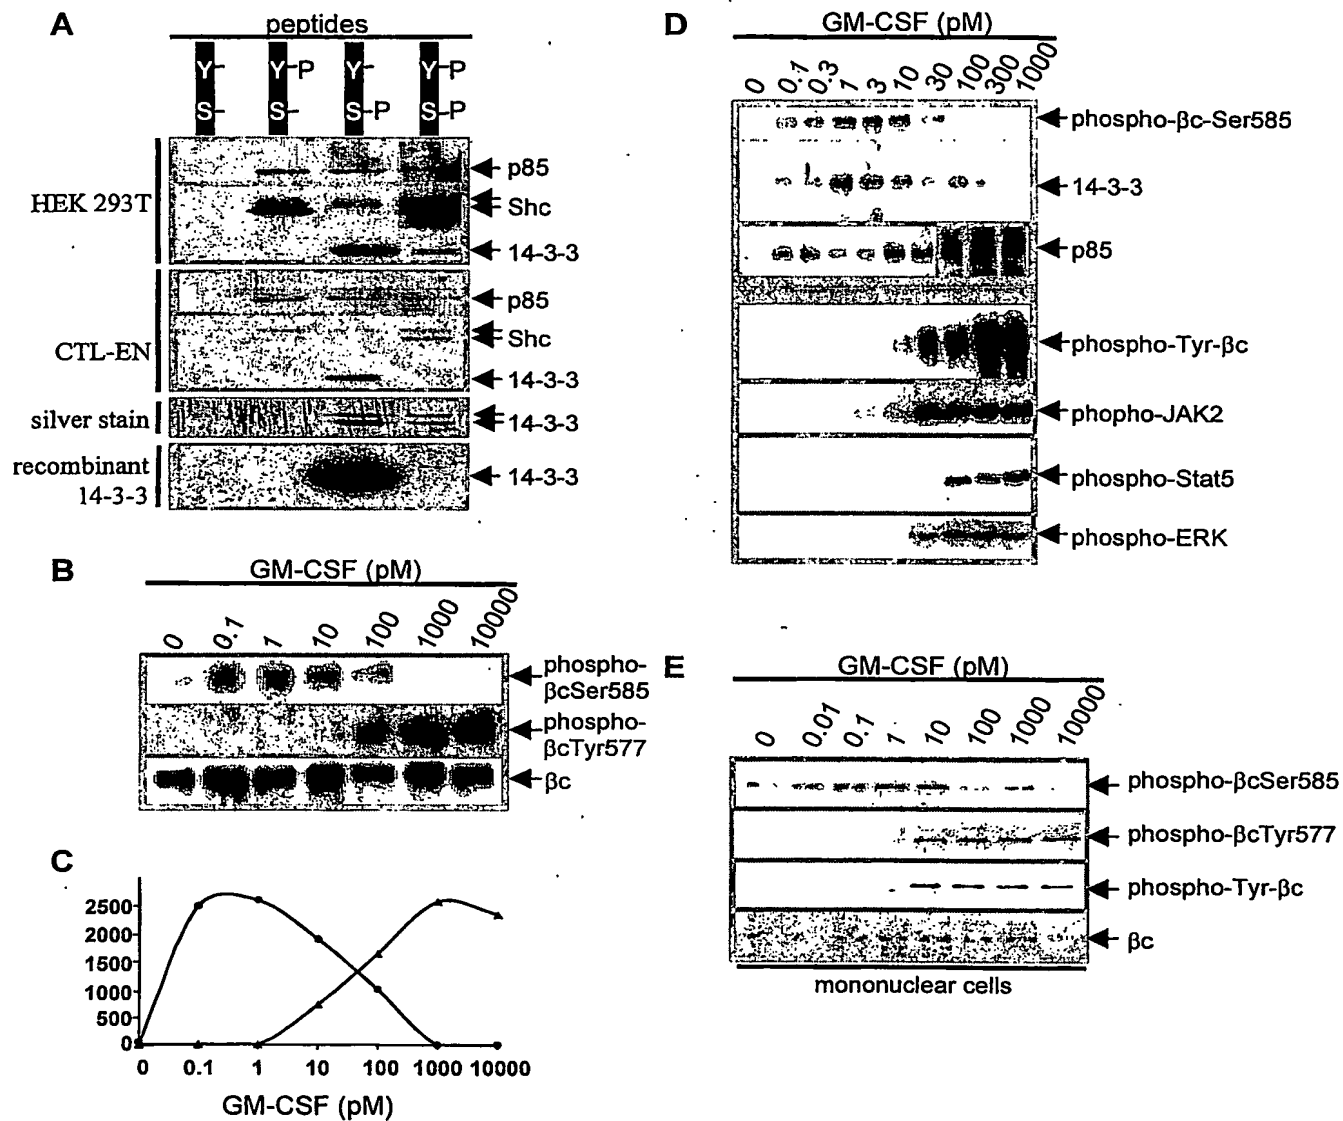 A
peptides
Y Y-P Y Y-P
S S S-P S-P
HEK 293T
p85
Shc
14-3-3
CTL-EN
p85
Shc
14-3-3
silver stain
14-3-3
recombinant
14-3-3
14-3-3
B
GM-CSF (pM)
0 0.1 1 10 100 1000 10000
phospho-
βcSer585
phospho-
βcTyr577
βc
C
2500
2000
1500
1000
500
0
0 0.1 1 10 100 1000 10000
GM-CSF (pM)
D
GM-CSF (pM)
0 0.1 0.3 1 3 10 30 100 300 1000
phospho-βc-Ser585
14-3-3
p85
phospho-Tyr-βc
phopho-JAK2
phospho-Stat5
phospho-ERK
E
GM-CSF (pM)
0 0.01 0.1 1 10 100 1000 10000
phospho-βcSer585
phospho-βcTyr577
phospho-Tyr-βc
βc
mononuclear cells